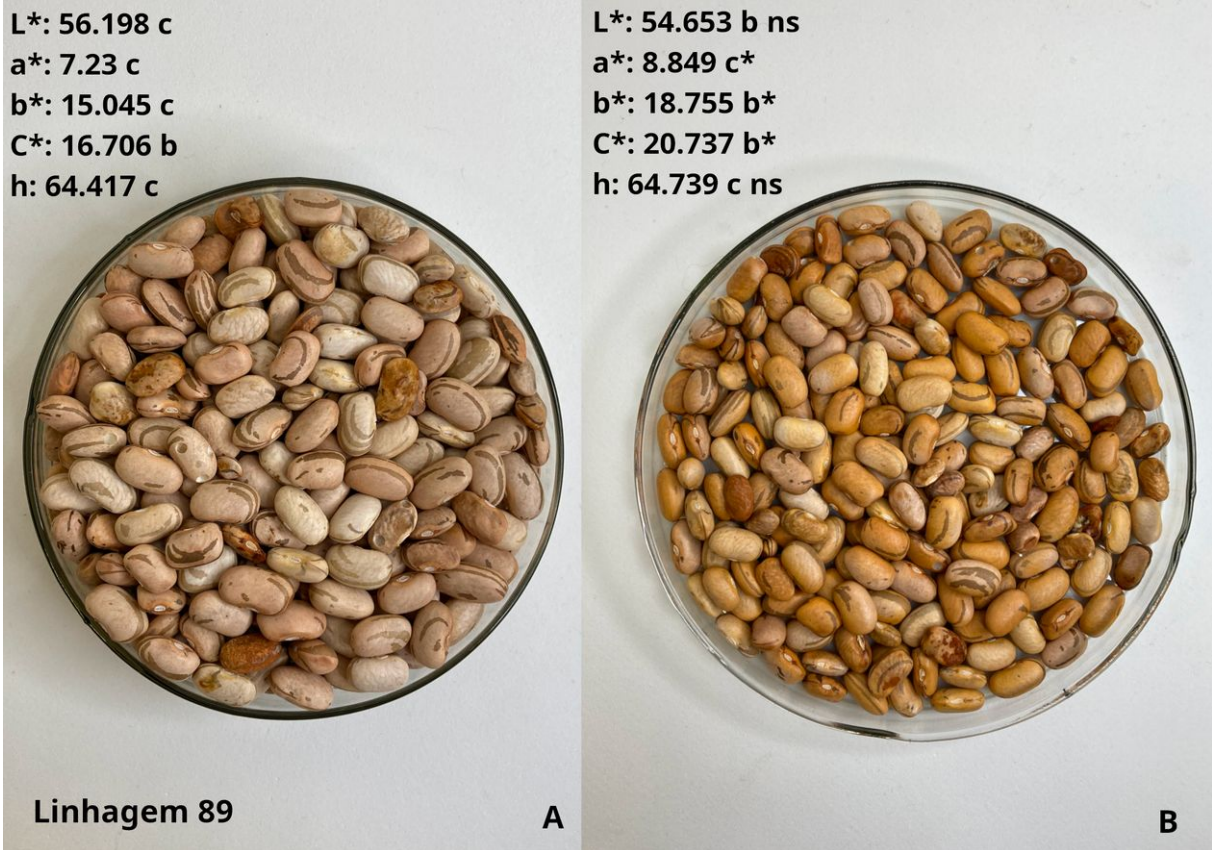 L*: 56.198 c
a*: 7.23 c
b*: 15.045 c
C*: 16.706 b
h: 64.417 c
Linhagem 89
A
L*: 54.653 b ns
a*: 8.849 c*
b*: 18.755 b*
C*: 20.737 b*
h: 64.739 c ns
B